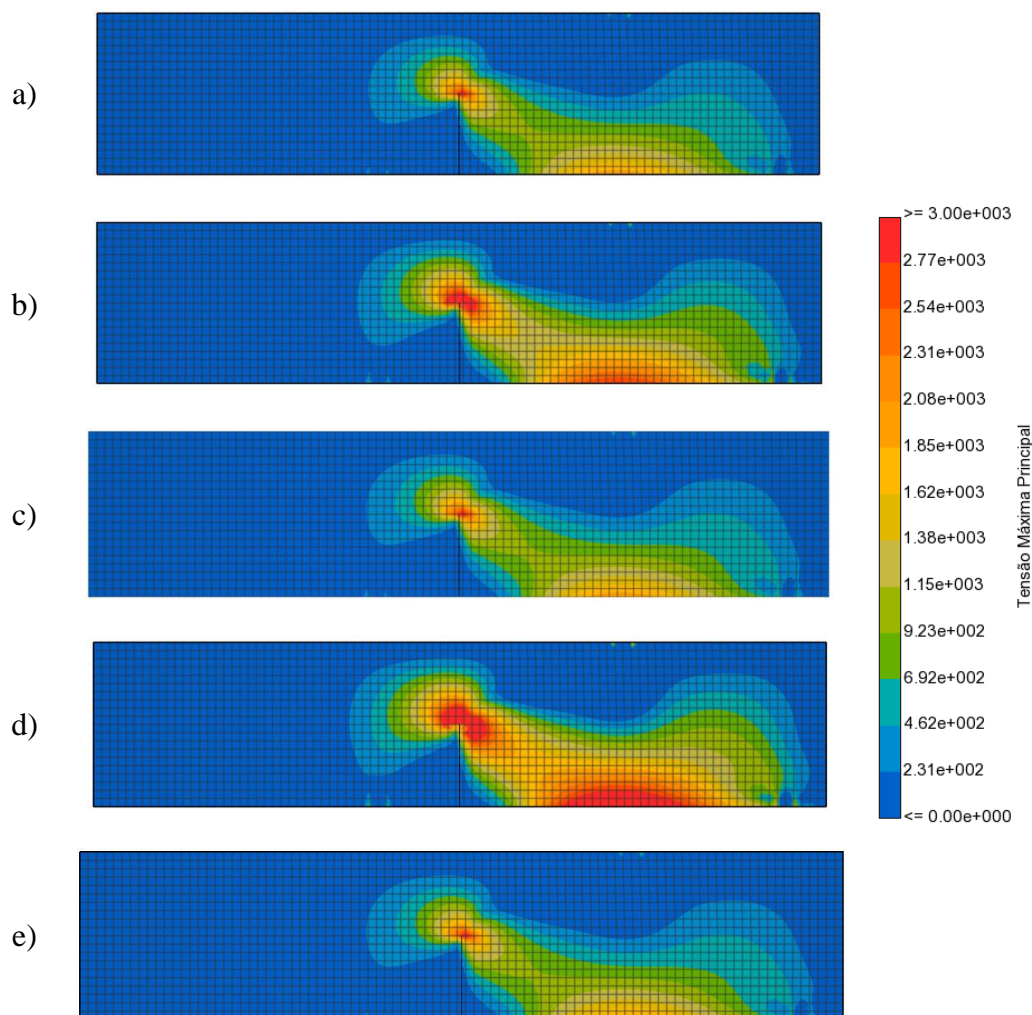 a)
b)
c)
d)
e)
>= 3.00e+003
2.77e+003
2.54e+003
2.31e+003
2.08e+003
1.85e+003
1.62e+003
1.38e+003
1.15e+003
9.23e+002
6.92e+002
4.62e+002
2.31e+002
<= 0.00e+000
Tensão Máxima Principal